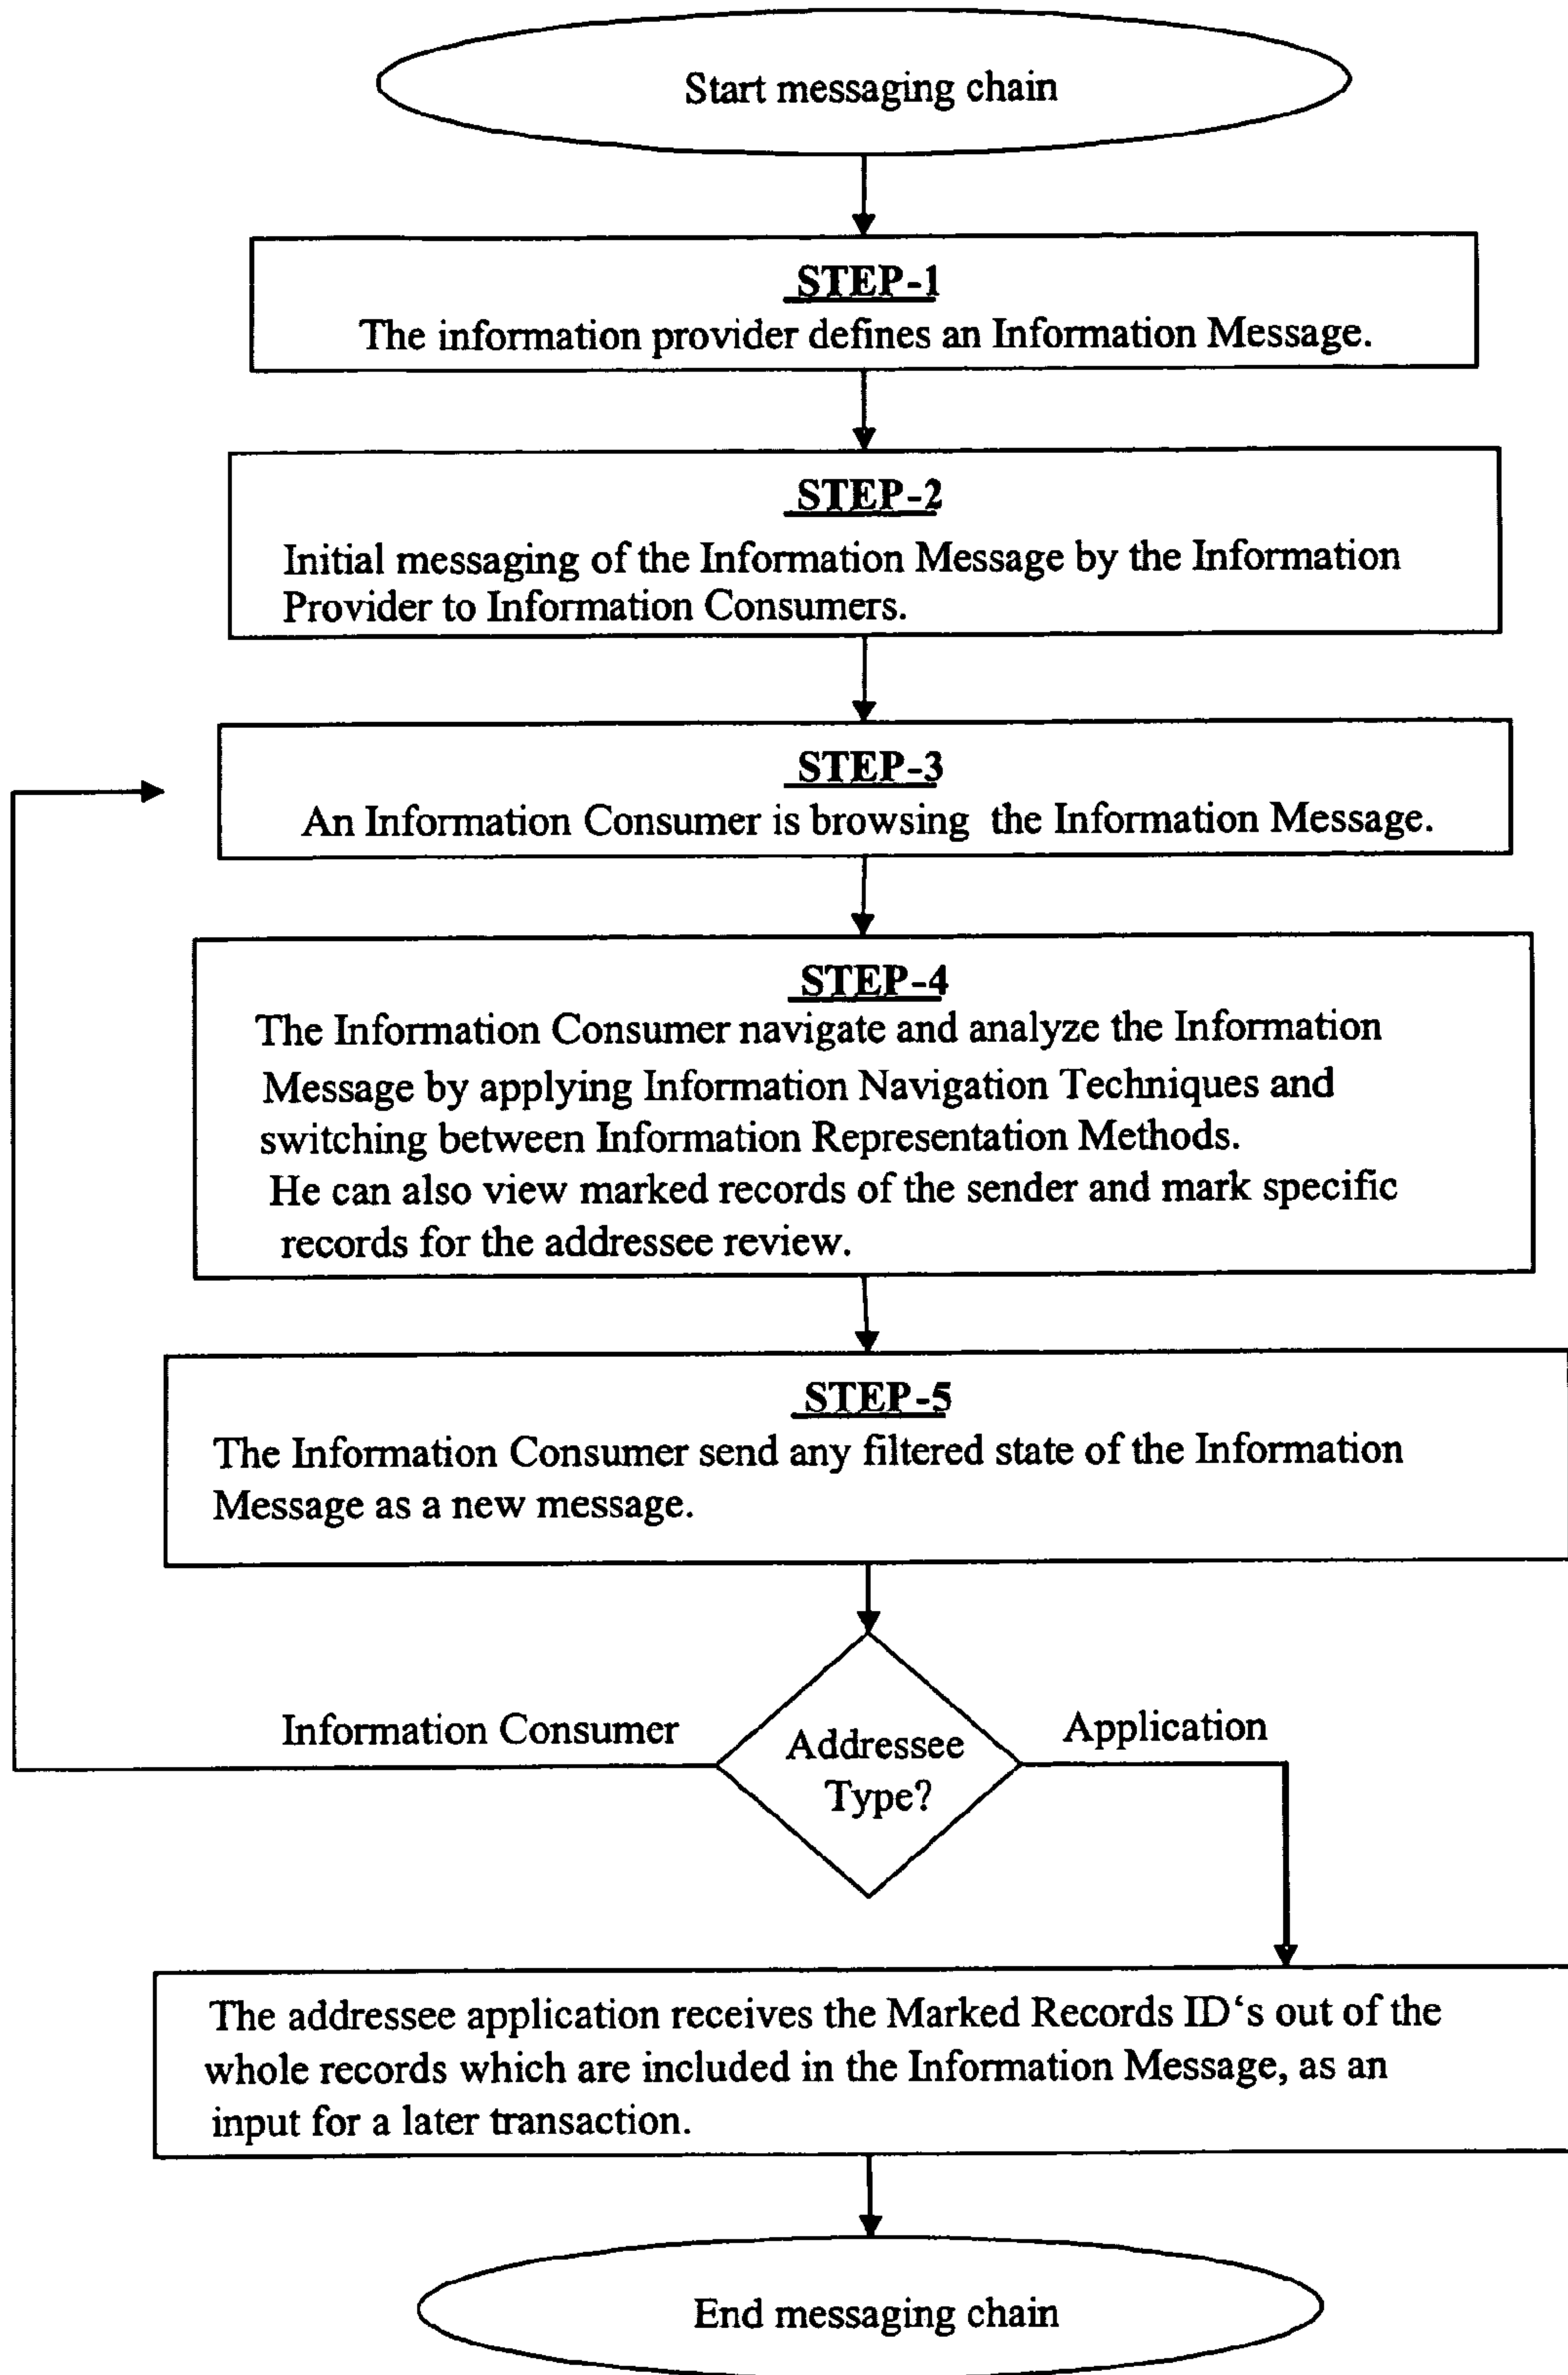 Start messaging chain
STEP-1
The information provider defines an Information Message.
STEP-2
Initial messaging of the Information Message by the Information
Provider to Information Consumers.
STEP-3
An Information Consumer is browsing the Information Message.
STEP-4
The Information Consumer navigate and analyze the Information
Message by applying Information Navigation Techniques and
switching between Information Representation Methods.
He can also view marked records of the sender and mark specific
records for the addressee review.
STEP-5
The Information Consumer send any filtered state of the Information
Message as a new message.
Information Consumer
Addressee
Type?
Application
The addressee application receives the Marked Records ID‘s out of the
whole records which are included in the Information Message, as an
input for a later transaction.
End messaging chain